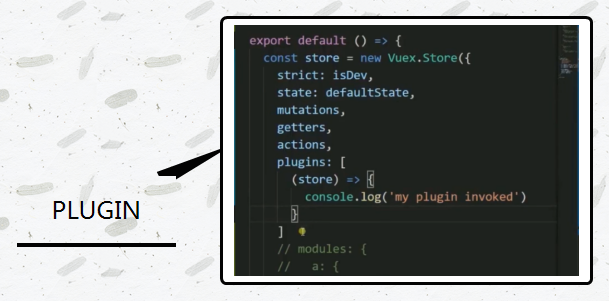 PLUGIN
export default () => {
const store = new Vuex.Store({
strict: isDev,
state: defaultState,
mutations,
getters,
actions,
plugins: [
(store) => {
console.log('my plugin invoked')
}
]
// modules: {
//   a: {